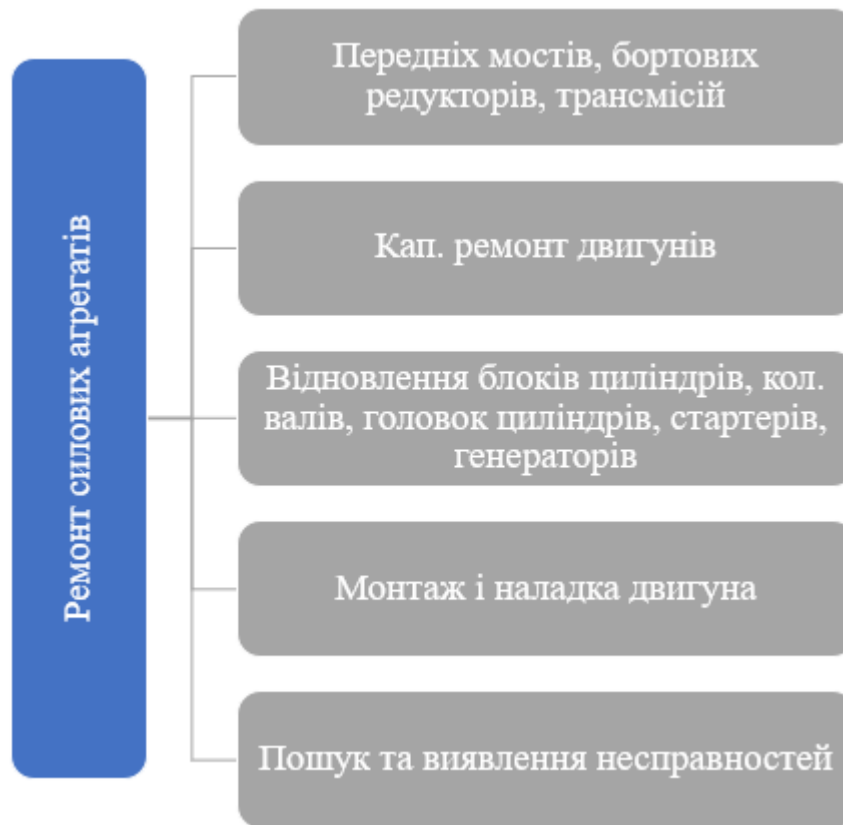 Ремонт силових агрегатів
Передніх мостів, бортових
редукторів, трансмісій
Кап. ремонт двигунів
Відновлення блоків циліндрів, кол.
валів, головок циліндрів, стартерів,
генераторів
Монтаж і наладка двигуна
Пошук та виявлення несправностей